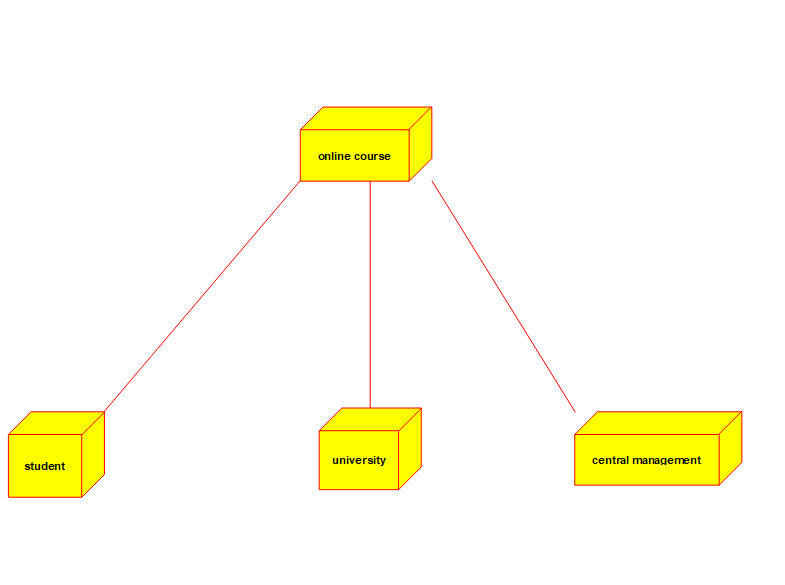 online course
student
university
central management